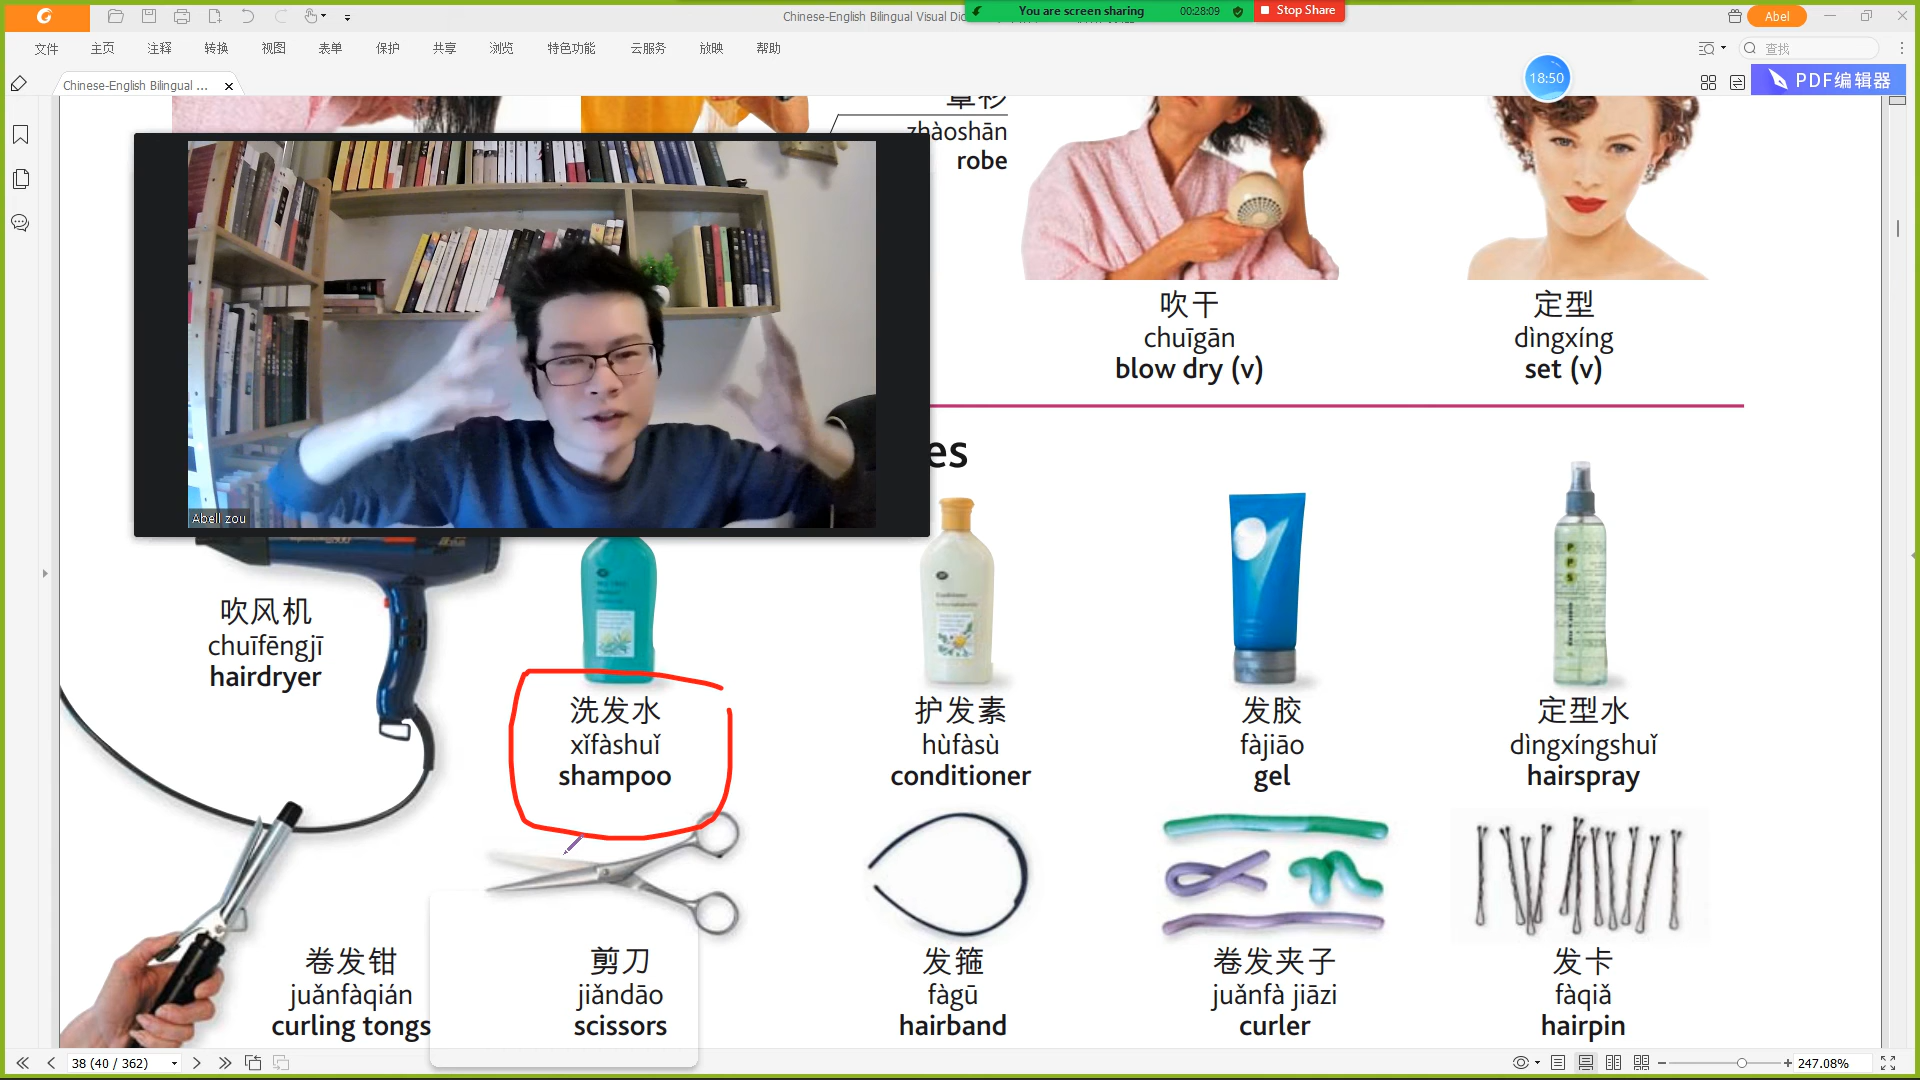 Chinese-English Bilingual Visual Dic
You are screen sharing
00:28:09
Stop Share
Abel
文件
主页
注释
转换
视图
表单
保护
共享
浏览
特色功能
云服务
放映
帮助
查找
Chinese-English Bilingual ...
18:50
PDF编辑器
罩衫
zhàoshān
robe
吹干
chuīgān
blow dry (v)
定型
dìngxíng
set (v)
es
Abell zou
吹风机
chuīfēngjī
hairdryer
洗发水
xǐfàshuǐ
shampoo
护发素
hùfàsù
conditioner
发胶
fàjiāo
gel
定型水
dìngxíngshuǐ
hairspray
卷发钳
juǎnfàqián
curling tongs
剪刀
jiǎndāo
scissors
发箍
fàgū
hairband
卷发夹子
juǎnfà jiāzi
curler
发卡
fàqiǎ
hairpin
38 (40 / 362)
247.08%